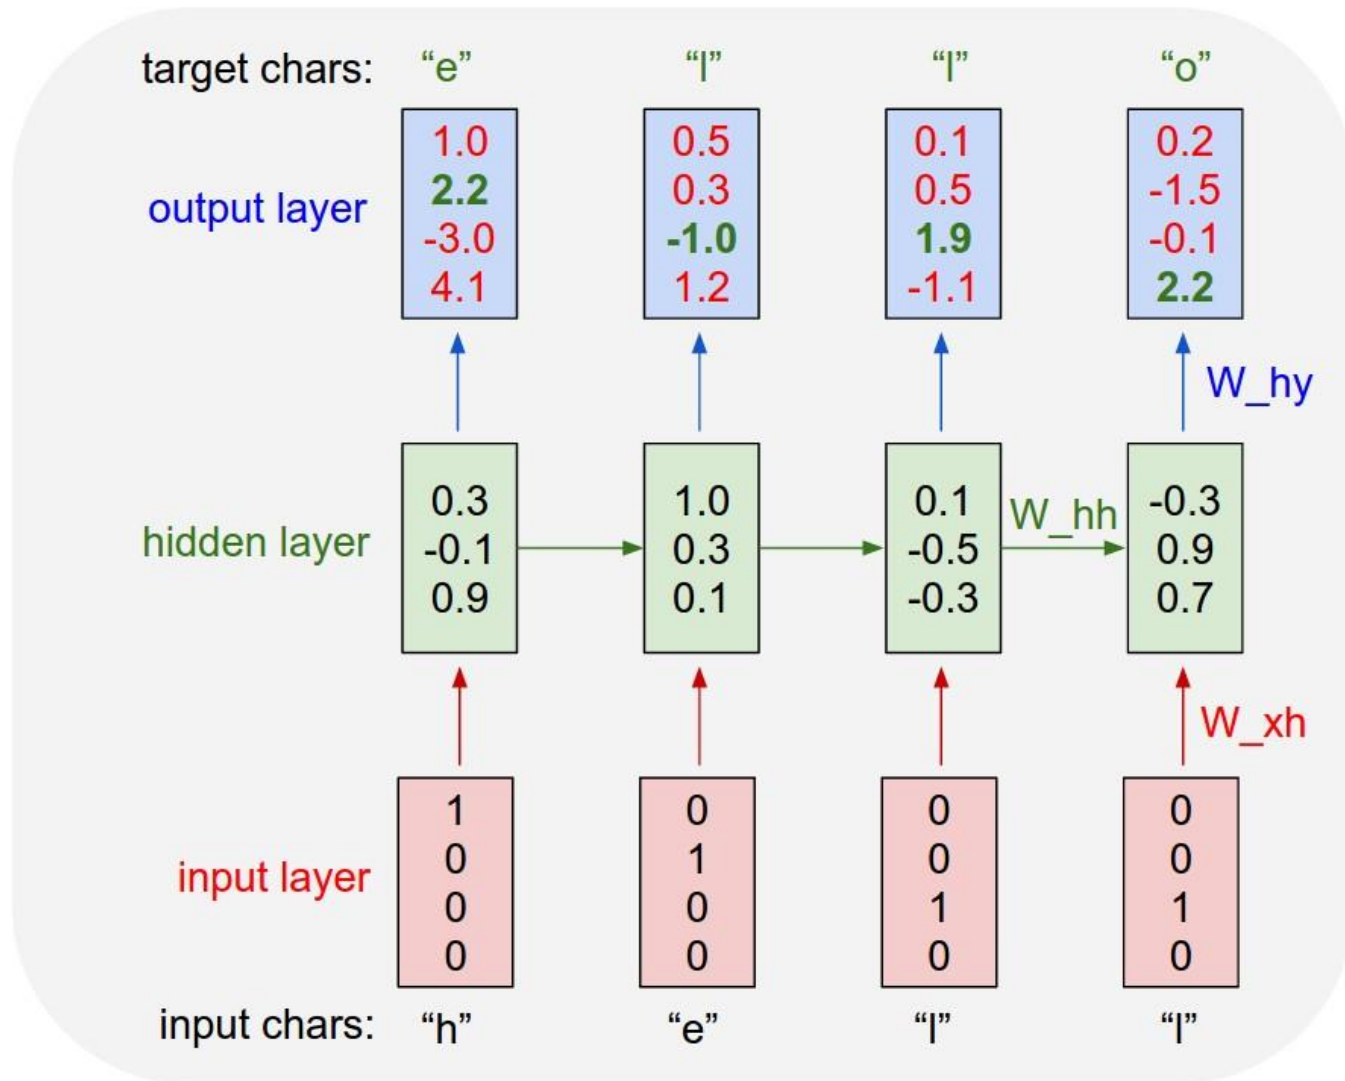 target chars: “e” “l” “l” “o”
1.0 0.5 0.1 0.2
2.2 0.3 0.5 -1.5
output layer
-3.0 -1.0 1.9 -0.1
4.1 1.2 -1.1 2.2
W_hy
0.3 1.0 0.1 -0.3
W_hh
hidden layer
-0.1 0.3 -0.5 0.9
0.9 0.1 -0.3 0.7
W_xh
1 0 0 0
0 1 0 0
input layer
0 0 1 1
0 0 0 0
input chars: “h” “e” “l” “l”